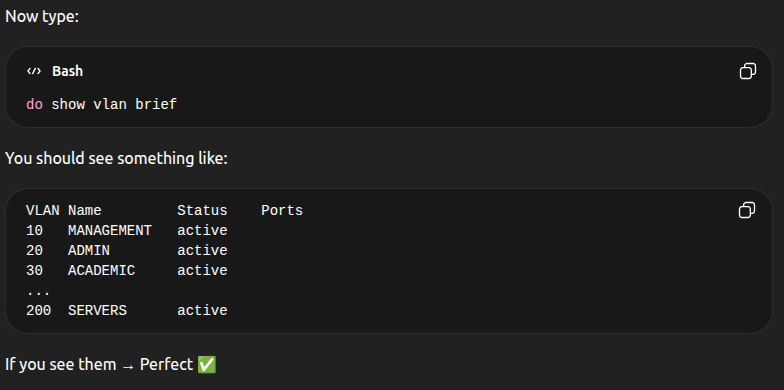 Now type:
Bash
do show vlan brief
You should see something like:
VLAN Name         Status    Ports
10   MANAGEMENT   active
20   ADMIN        active
30   ACADEMIC     active
...
200  SERVERS      active
If you see them → Perfect ✅